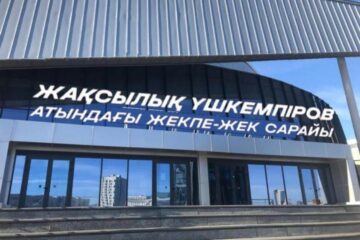 ЖАҚСЫЛЫҚ ҮШКЕМПІРОВ
АТЫНДАҒЫ ЖЕКПЕ-ЖЕК САРАЙЫ